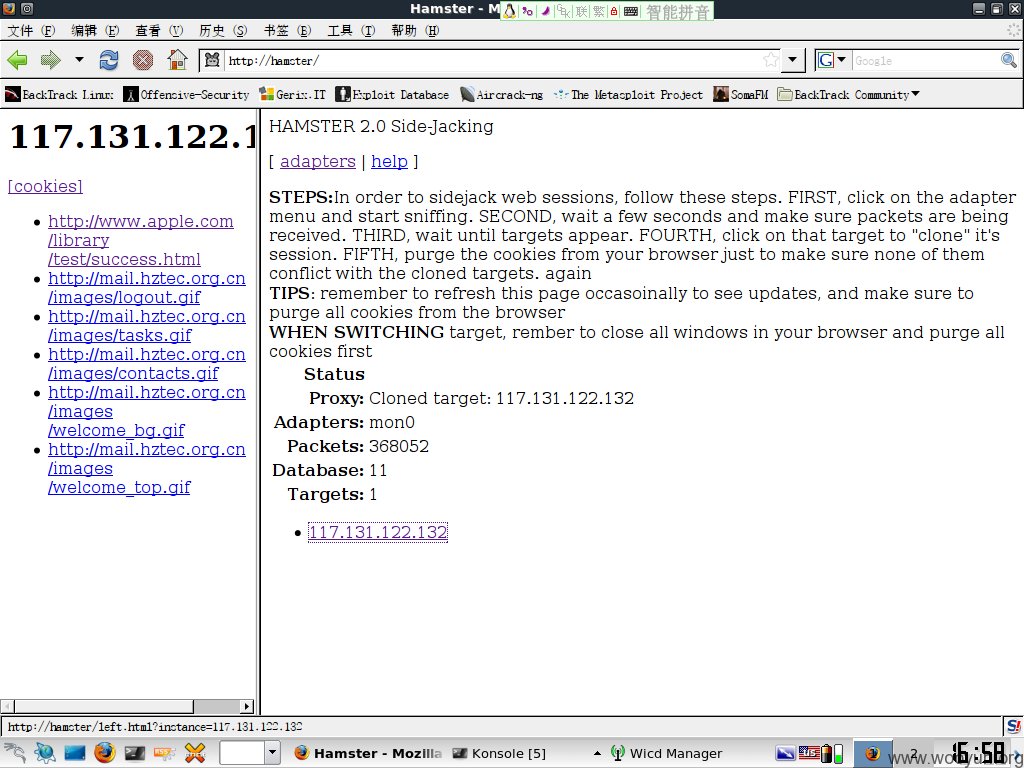 Hamster - M
智能拼音
文件 (F) 编辑 (E) 查看 (V) 历史 (S) 书签 (B) 工具 (T) 帮助 (H)
http://hamster/
Google
BackTrack Linux Offensive-Security Gerix.IT Exploit Database Aircrack-ng The Metasploit Project SomaFM BackTrack Community
117.131.122.1
[cookies]
http://www.apple.com
/library
/test/success.html
http://mail.hztec.org.cn
/images/logout.gif
http://mail.hztec.org.cn
/images/tasks.gif
http://mail.hztec.org.cn
/images/contacts.gif
http://mail.hztec.org.cn
/images
/welcome_bg.gif
http://mail.hztec.org.cn
/images
/welcome_top.gif
HAMSTER 2.0 Side-Jacking
[ adapters | help ]
STEPS:In order to sidejack web sessions, follow these steps. FIRST, click on the adapter
menu and start sniffing. SECOND, wait a few seconds and make sure packets are being
received. THIRD, wait until targets appear. FOURTH, click on that target to "clone" it's
session. FIFTH, purge the cookies from your browser just to make sure none of them
conflict with the cloned targets. again
TIPS: remember to refresh this page occasoinally to see updates, and make sure to
purge all cookies from the browser
WHEN SWITCHING target, rember to close all windows in your browser and purge all
cookies first
Status
Proxy: Cloned target: 117.131.122.132
Adapters: mon0
Packets: 368052
Database: 11
Targets: 1
117.131.122.132
http://hamster/left.html?instance=117.131.122.132
Hamster - Mozilla Konsole [5] Wicd Manager US 2 16:58